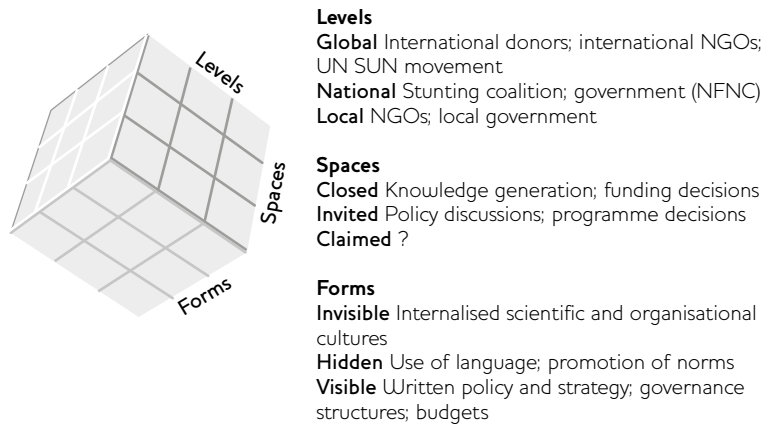 Levels
Spaces
Forms
Levels
Global International donors; international NGOs;
UN SUN movement
National Stunting coalition; government (NFNC)
Local NGOs; local government
Spaces
Closed Knowledge generation; funding decisions
Invited Policy discussions; programme decisions
Claimed ?
Forms
Invisible Internalised scientific and organisational
cultures
Hidden Use of language; promotion of norms
Visible Written policy and strategy; governance
structures; budgets